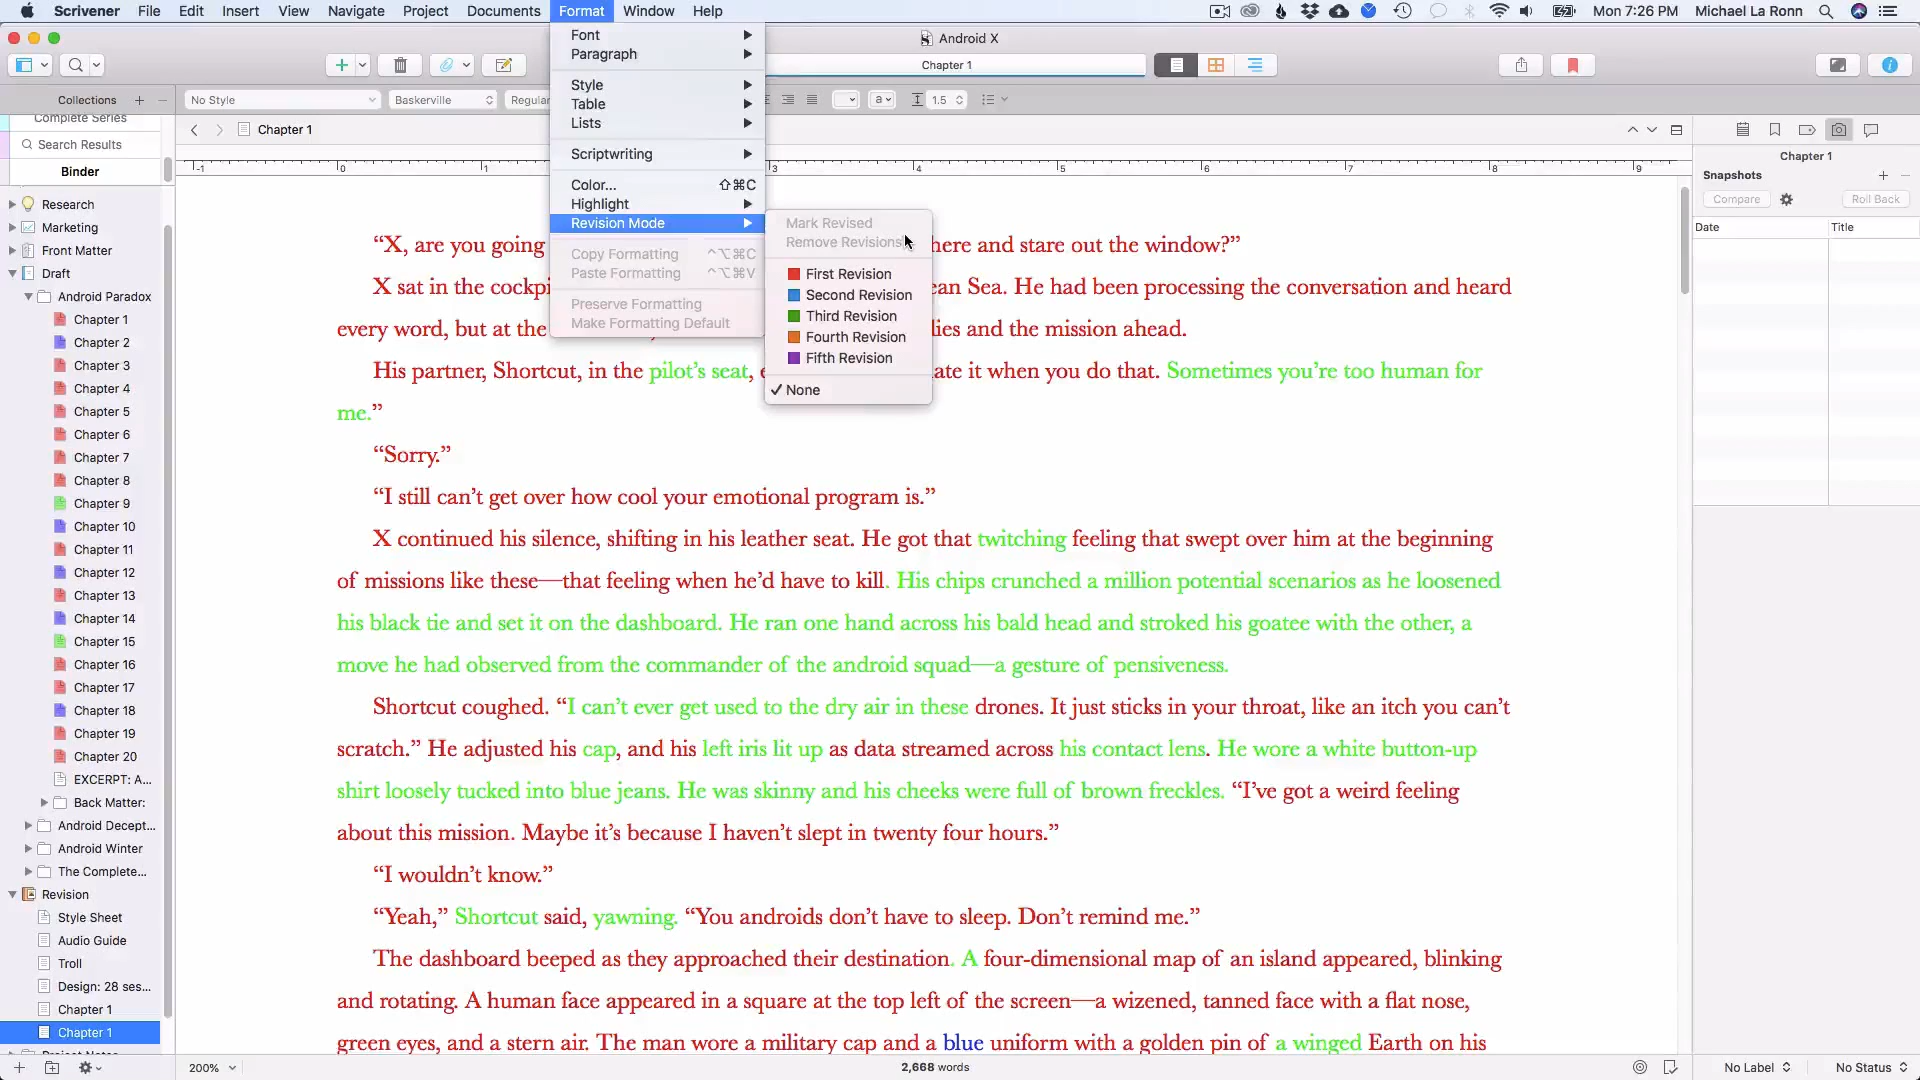 Scrivener File Edit Insert View Navigate Project Documents Format Window Help
Mon 7:26 PM Michael La Ronn
Android X
Chapter 1
Collections
No Style
Baskerville
Regular
a
1.5
Complete Series
Search Results
Binder
Research
Marketing
Front Matter
Draft
Android Paradox
Chapter 1
Chapter 2
Chapter 3
Chapter 4
Chapter 5
Chapter 6
Chapter 7
Chapter 8
Chapter 9
Chapter 10
Chapter 11
Chapter 12
Chapter 13
Chapter 14
Chapter 15
Chapter 16
Chapter 17
Chapter 18
Chapter 19
Chapter 20
EXCERPT: A...
Back Matter:
Android Decept...
Android Winter
The Complete...
Revision
Style Sheet
Audio Guide
Troll
Design: 28 ses...
Chapter 1
Chapter 1
Font
Paragraph
Style
Table
Lists
Scriptwriting
Color... ⇧⌘C
Highlight
Revision Mode
Copy Formatting ^⌥⌘C
Paste Formatting ^⌥⌘V
Preserve Formatting
Make Formatting Default
Mark Revised
Remove Revisions
First Revision
Second Revision
Third Revision
Fourth Revision
Fifth Revision
✓ None
Chapter 1
-1 0 1 3 4 5 6 7 8 9
“X, are you going here and stare out the window?”
X sat in the cockpi ean Sea. He had been processing the conversation and heard
every word, but at the lies and the mission ahead.
His partner, Shortcut, in the pilot’s seat, ate it when you do that. Sometimes you’re too human for
me.”
“Sorry.”
“I still can’t get over how cool your emotional program is.”
X continued his silence, shifting in his leather seat. He got that twitching feeling that swept over him at the beginning
of missions like these—that feeling when he’d have to kill. His chips crunched a million potential scenarios as he loosened
his black tie and set it on the dashboard. He ran one hand across his bald head and stroked his goatee with the other, a
move he had observed from the commander of the android squad—a gesture of pensiveness.
Shortcut coughed. “I can’t ever get used to the dry air in these drones. It just sticks in your throat, like an itch you can’t
scratch.” He adjusted his cap, and his left iris lit up as data streamed across his contact lens. He wore a white button-up
shirt loosely tucked into blue jeans. He was skinny and his cheeks were full of brown freckles. “I’ve got a weird feeling
about this mission. Maybe it’s because I haven’t slept in twenty four hours.”
“I wouldn’t know.”
“Yeah,” Shortcut said, yawning. “You androids don’t have to sleep. Don’t remind me.”
The dashboard beeped as they approached their destination. A four-dimensional map of an island appeared, blinking
and rotating. A human face appeared in a square at the top left of the screen—a wizened, tanned face with a flat nose,
green eyes, and a stern air. The man wore a military cap and a blue uniform with a golden pin of a winged Earth on his
200%
2,668 words
Chapter 1
Snapshots
Compare
Roll Back
Date Title
No Label
No Status